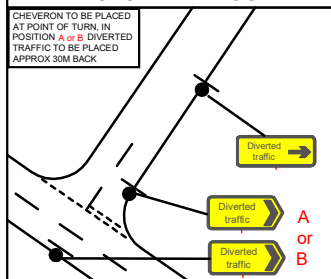 CHEVERON TO BE PLACED
AT POINT OF TURN, IN
POSITION A or B DIVERTED
TRAFFIC TO BE PLACED
APPROX 30M BACK
Diverted
traffic
Diverted
traffic
A
or
Diverted
traffic
B